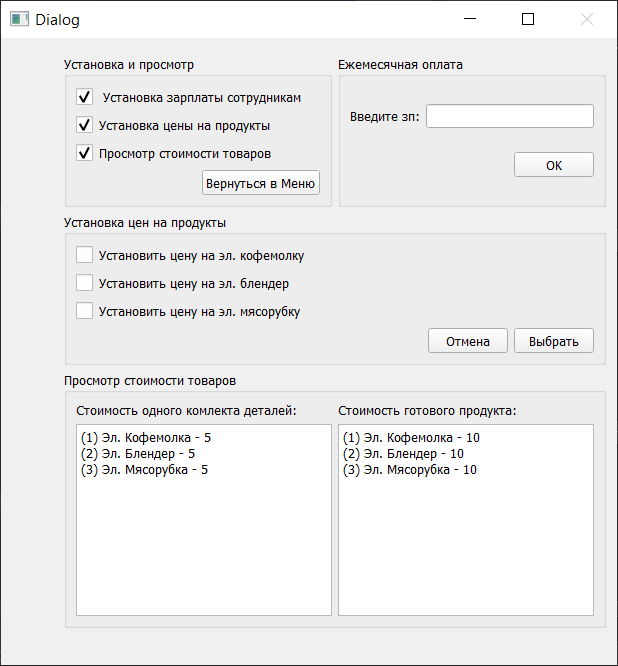 Dialog
Установка и просмотр
Установка зарплаты сотрудникам
Установка цены на продукты
Просмотр стоимости товаров
Вернуться в Меню
Ежемесячная оплата
Введите зп:
OK
Установка цен на продукты
Установить цену на эл. кофемолку
Установить цену на эл. блендер
Установить цену на эл. мясорубку
Отмена
Выбрать
Просмотр стоимости товаров
Стоимость одного комлекта деталей:
(1) Эл. Кофемолка - 5
(2) Эл. Блендер - 5
(3) Эл. Мясорубка - 5
Стоимость готового продукта:
(1) Эл. Кофемолка - 10
(2) Эл. Блендер - 10
(3) Эл. Мясорубка - 10